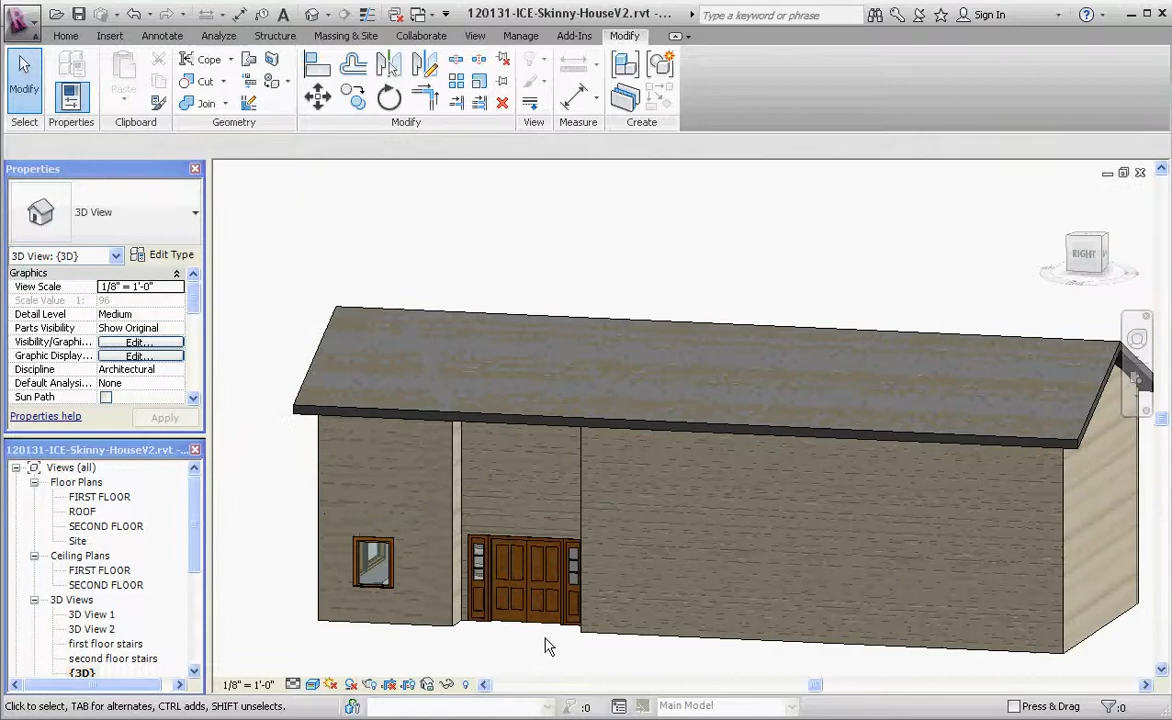 120131-ICE-Skinny-HouseV2.rvt -...
Type a keyword or phrase
Sign In
Home Insert Annotate Analyze Structure Massing & Site Collaborate View Manage Add-Ins Modify
Modify
Paste
Cope
Cut
Join
Select Properties Clipboard Geometry Modify View Measure Create
Properties
3D View
3D View: {3D} Edit Type
Graphics
View Scale 1/8" = 1'-0"
Scale Value 1: 96
Detail Level Medium
Parts Visibility Show Original
Visibility/Graphi... Edit...
Graphic Display... Edit...
Discipline Architectural
Default Analysi... None
Sun Path
Properties help Apply
120131-ICE-Skinny-HouseV2.rvt -...
Views (all)
Floor Plans
FIRST FLOOR
ROOF
SECOND FLOOR
Site
Ceiling Plans
FIRST FLOOR
SECOND FLOOR
3D Views
3D View 1
3D View 2
first floor stairs
second floor stairs
{3D}
RIGHT
1/8" = 1'-0"
Click to select, TAB for alternates, CTRL adds, SHIFT unselects.
:0
Main Model
Press & Drag
:0